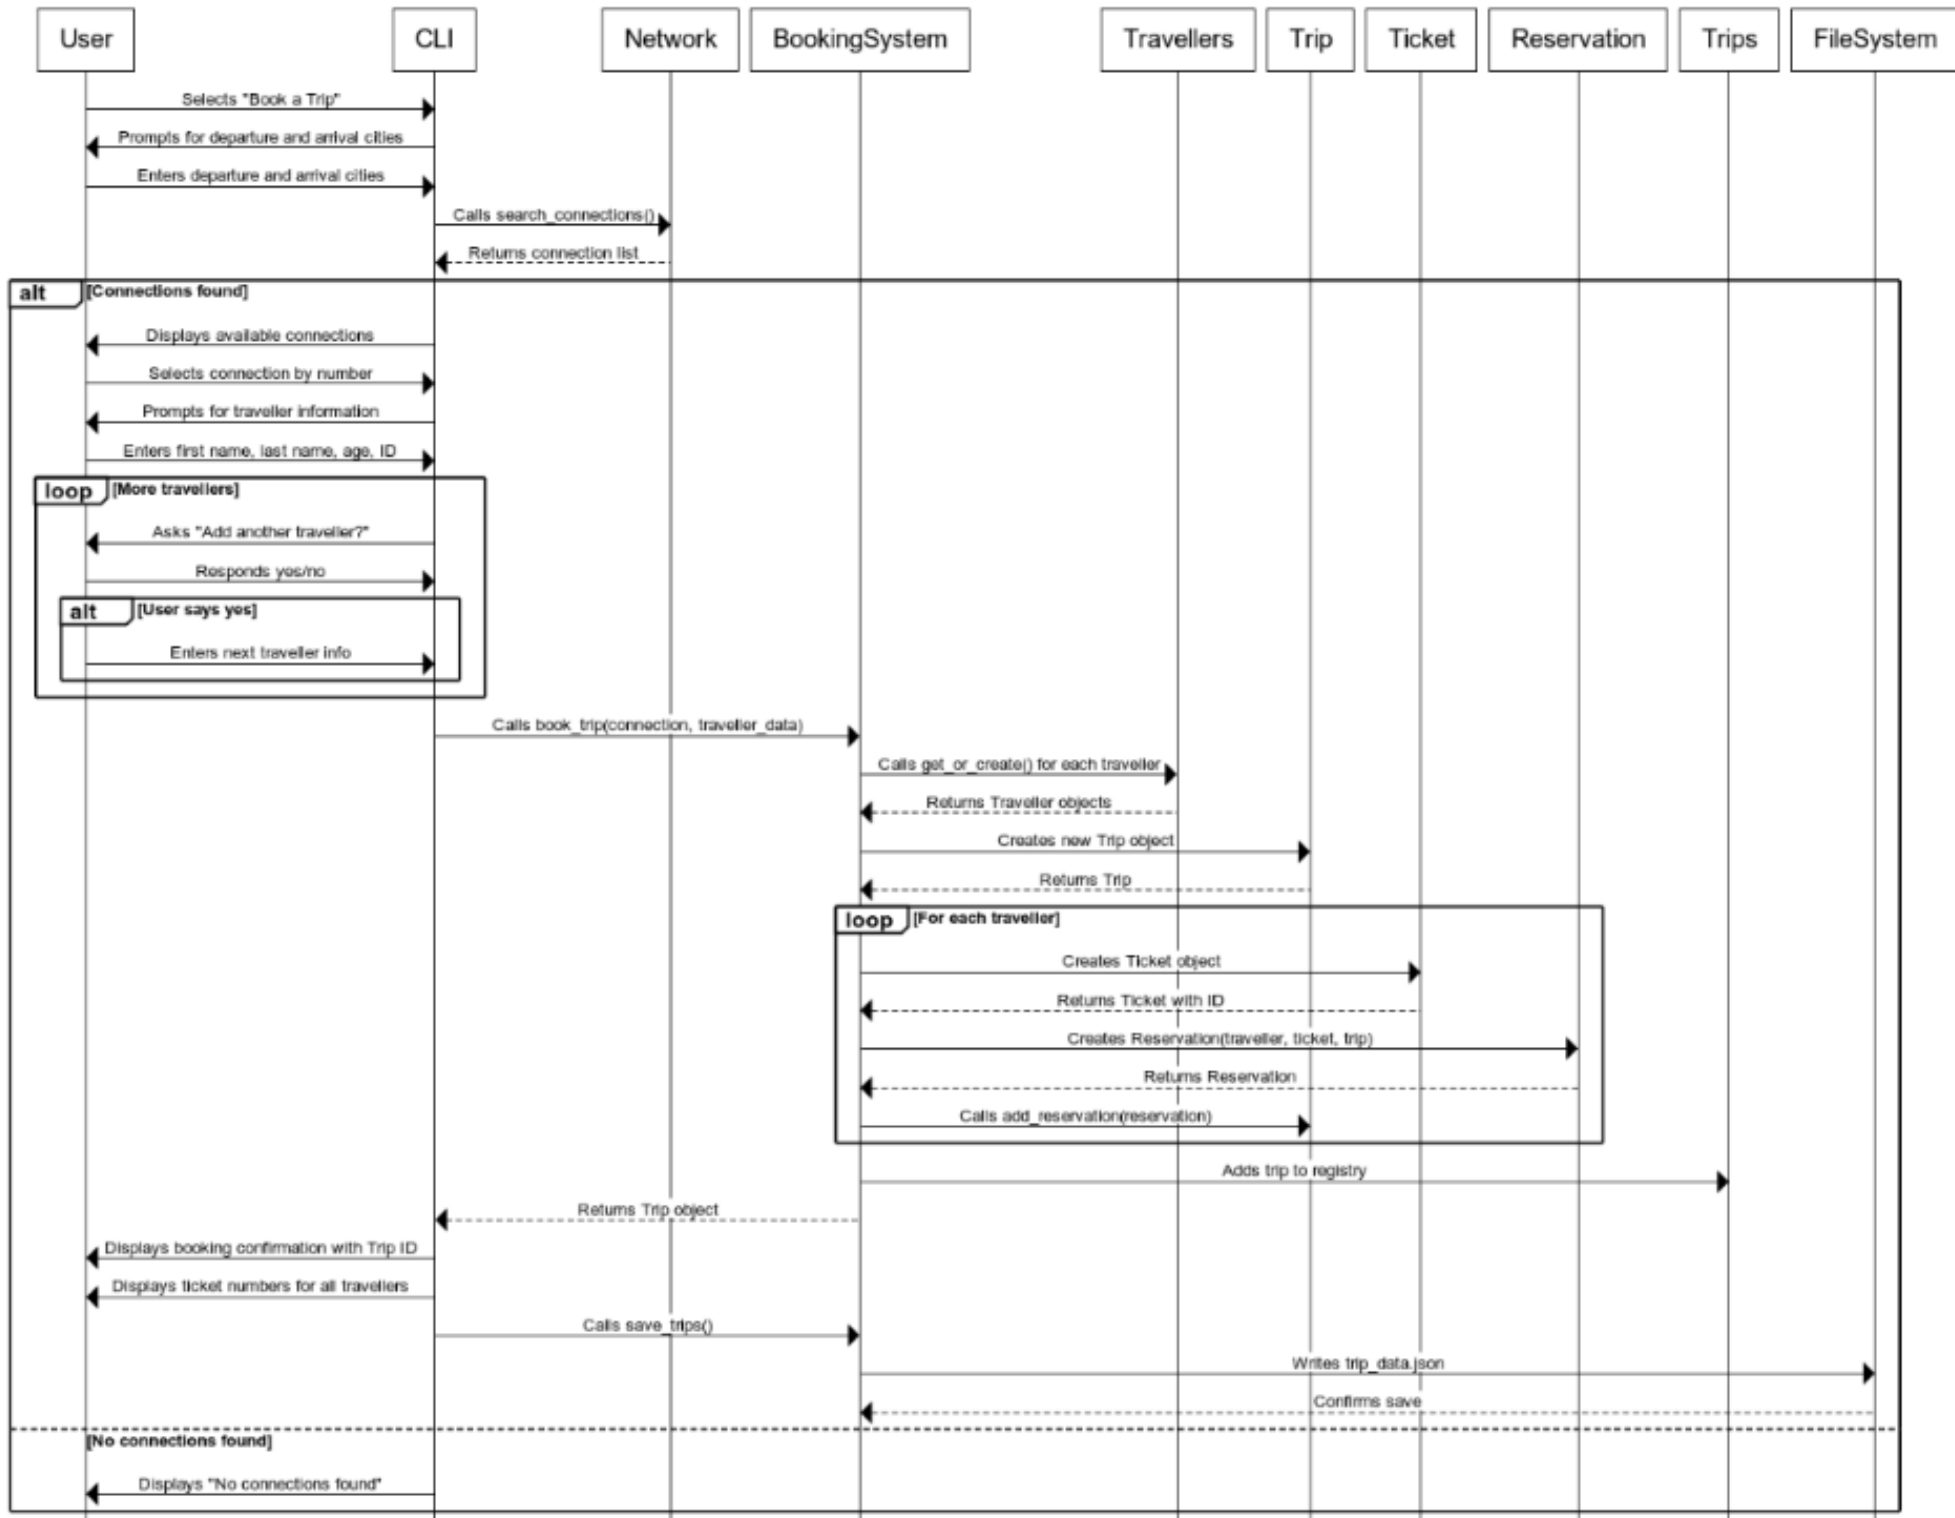 User CLI Network BookingSystem Travellers Trip Ticket Reservation Trips FileSystem
Selects "Book a Trip"
Prompts for departure and arrival cities
Enters departure and arrival cities
Calls search_connections()
Returns connection list
alt [Connections found]
Displays available connections
Selects connection by number
Prompts for traveller information
Enters first name, last name, age, ID
loop [More travellers]
Asks "Add another traveller?"
Responds yes/no
alt [User says yes]
Enters next traveller info
Calls book_trip(connection, traveller_data)
Calls get_or_create() for each traveller
Returns Traveller objects
Creates new Trip object
Returns Trip
loop [For each traveller]
Creates Ticket object
Returns Ticket with ID
Creates Reservation(traveller, ticket, trip)
Returns Reservation
Calls add_reservation(reservation)
Adds trip to registry
Returns Trip object
Displays booking confirmation with Trip ID
Displays ticket numbers for all travellers
Calls save_trips()
Writes trip_data.json
Confirms save
[No connections found]
Displays "No connections found"